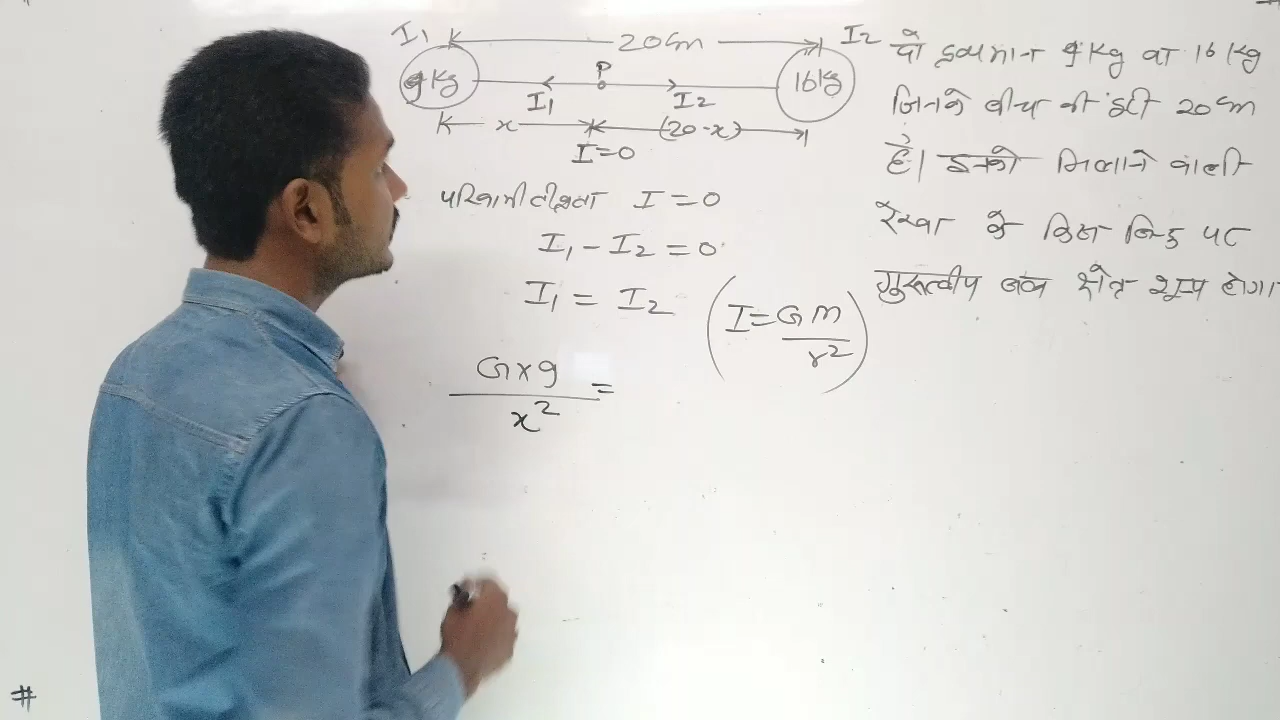 I₁ 20cm I₂
9Kg P 16Kg
I₁ I₂
x (20-x)
I=0
परिणामी तीव्रता I = 0
I₁ - I₂ = 0
I₁ = I₂
(I = Gm/r²)
G×9/x² =
दो द्रव्यमान 9Kg व 16Kg
जिनके बीच की दूरी 20cm
है। इनको मिलाने वाली
रेखा के किस बिन्दु पर
गुरुत्वीय बल क्षेत्र शून्य होगा।
#